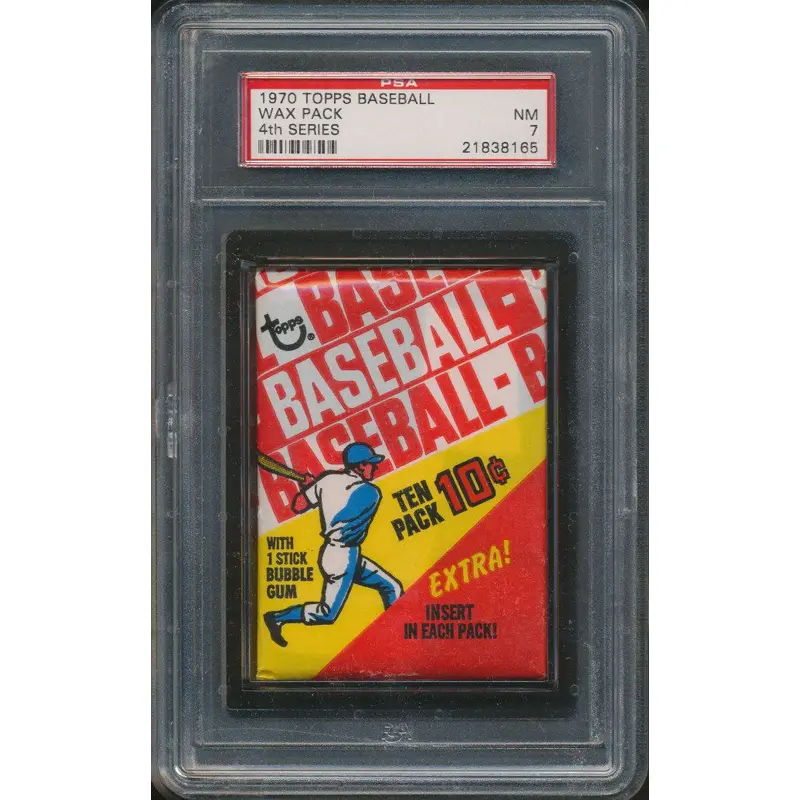 PSA
1970 TOPPS BASEBALL
WAX PACK NM
4th SERIES 7
21838165
BASEBALL
Topps®
BASEBALL-
BASEBALL-B
TEN 10¢
PACK
WITH
1 STICK
BUBBLE
GUM
EXTRA!
INSERT
IN EACH PACK!
PSA